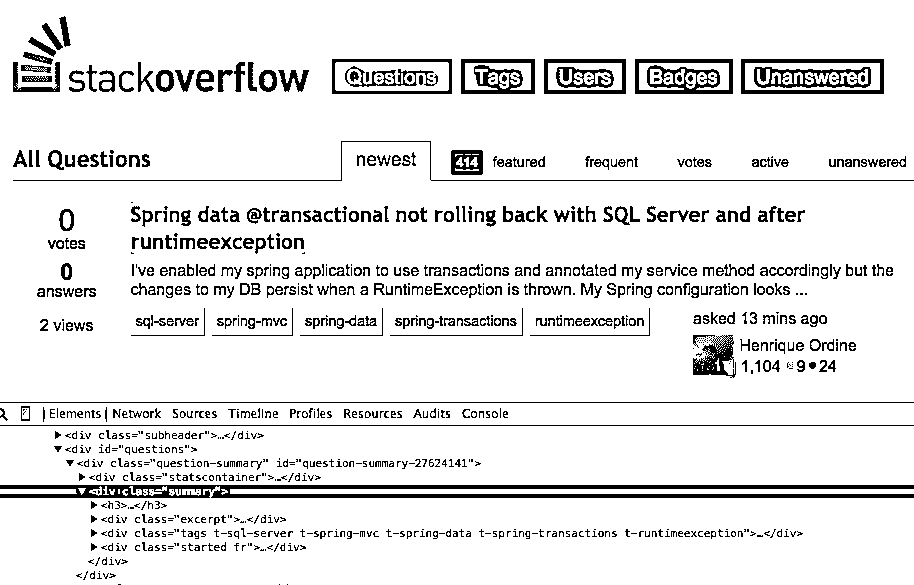 stackoverflow Questions Tags Users Badges Unanswered
All Questions newest 414 featured frequent votes active unanswered
0
votes
0
answers
2 views
Spring data @transactional not rolling back with SQL Server and after
runtimeexception
I've enabled my spring application to use transactions and annotated my service method accordingly but the
changes to my DB persist when a RuntimeException is thrown. My Spring configuration looks ...
sql-server spring-mvc spring-data spring-transactions runtimeexception
asked 13 mins ago
Henrique Ordine
1,104 9 24
Elements Network Sources Timeline Profiles Resources Audits Console
▶<div class="subheader">…</div>
▼<div id="questions">
▼<div class="question-summary" id="question-summary-27624141">
▶<div class="statscontainer">…</div>
▼<div class="summary">
▶<h3>…</h3>
▶<div class="excerpt">…</div>
▶<div class="tags t-sql-server t-spring-mvc t-spring-data t-spring-transactions t-runtimeexception">…</div>
▶<div class="started fr">…</div>
</div>
</div>